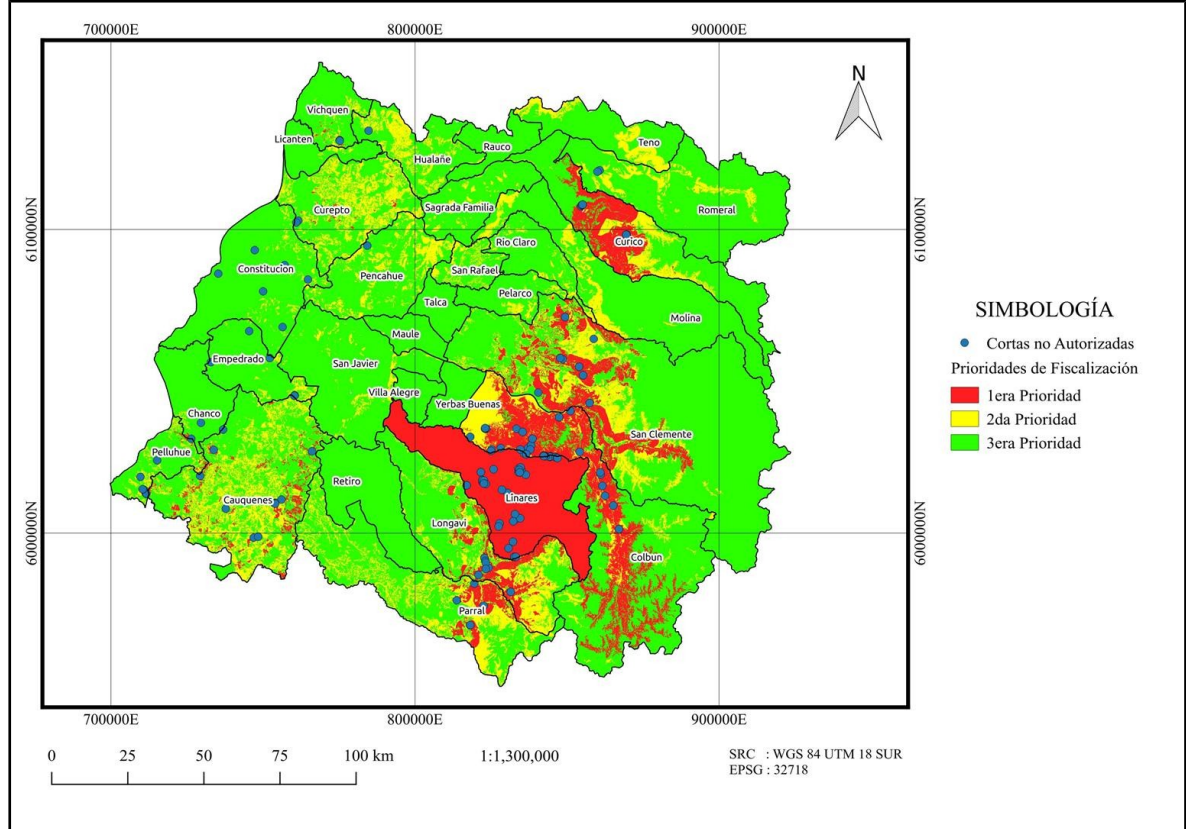 700000E
800000E
900000E
N
6100000N
6100000N
Vichquen
Licanten
Hualañe
Rauco
Teno
Curepto
Sagrada Familia
Romeral
Rio Claro
Curico
Constitucion
Pencahue
San Rafael
Pelarco
Talca
Molina
Maule
Empedrado
San Javier
Villa Alegre
Yerbas Buenas
Chanco
San Clemente
Pelluhue
Retiro
Cauquenes
Linares
Longavi
Colbun
Parral
6000000N
6000000N
700000E
800000E
900000E
SIMBOLOGÍA
Cortas no Autorizadas
Prioridades de Fiscalización
1era Prioridad
2da Prioridad
3era Prioridad
0 25 50 75 100 km
1:1,300,000
SRC : WGS 84 UTM 18 SUR
EPSG : 32718